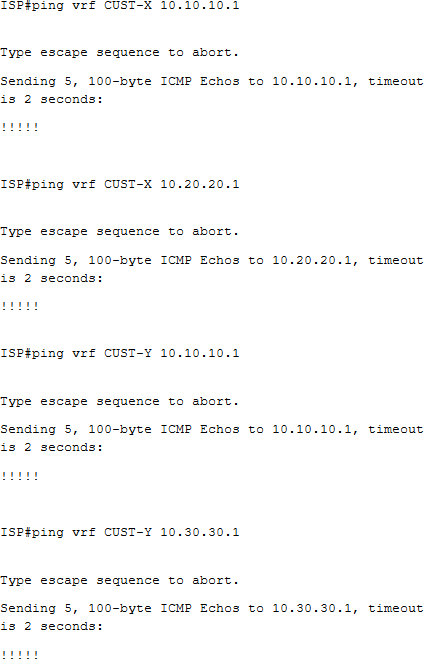 ISP#ping vrf CUST-X 10.10.10.1
Type escape sequence to abort.
Sending 5, 100-byte ICMP Echos to 10.10.10.1, timeout
is 2 seconds:
!!!!!
ISP#ping vrf CUST-X 10.20.20.1
Type escape sequence to abort.
Sending 5, 100-byte ICMP Echos to 10.20.20.1, timeout
is 2 seconds:
!!!!!
ISP#ping vrf CUST-Y 10.10.10.1
Type escape sequence to abort.
Sending 5, 100-byte ICMP Echos to 10.10.10.1, timeout
is 2 seconds:
!!!!!
ISP#ping vrf CUST-Y 10.30.30.1
Type escape sequence to abort.
Sending 5, 100-byte ICMP Echos to 10.30.30.1, timeout
is 2 seconds:
!!!!!